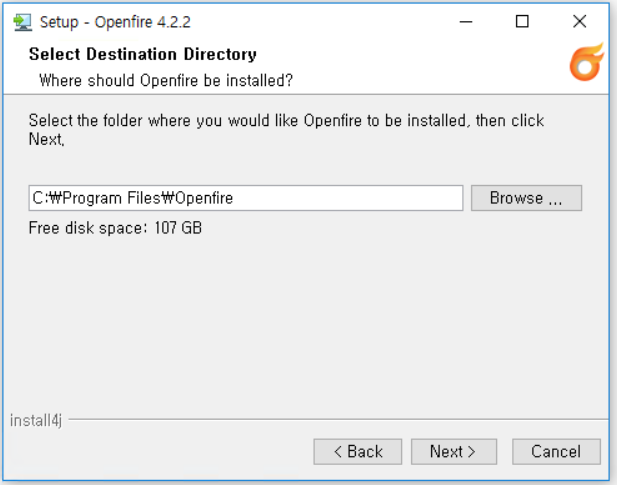 Setup - Openfire 4.2.2
Select Destination Directory
Where should Openfire be installed?
Select the folder where you would like Openfire to be installed, then click
Next.
C:₩Program Files₩Openfire
Browse ...
Free disk space: 107 GB
install4j
< Back
Next >
Cancel